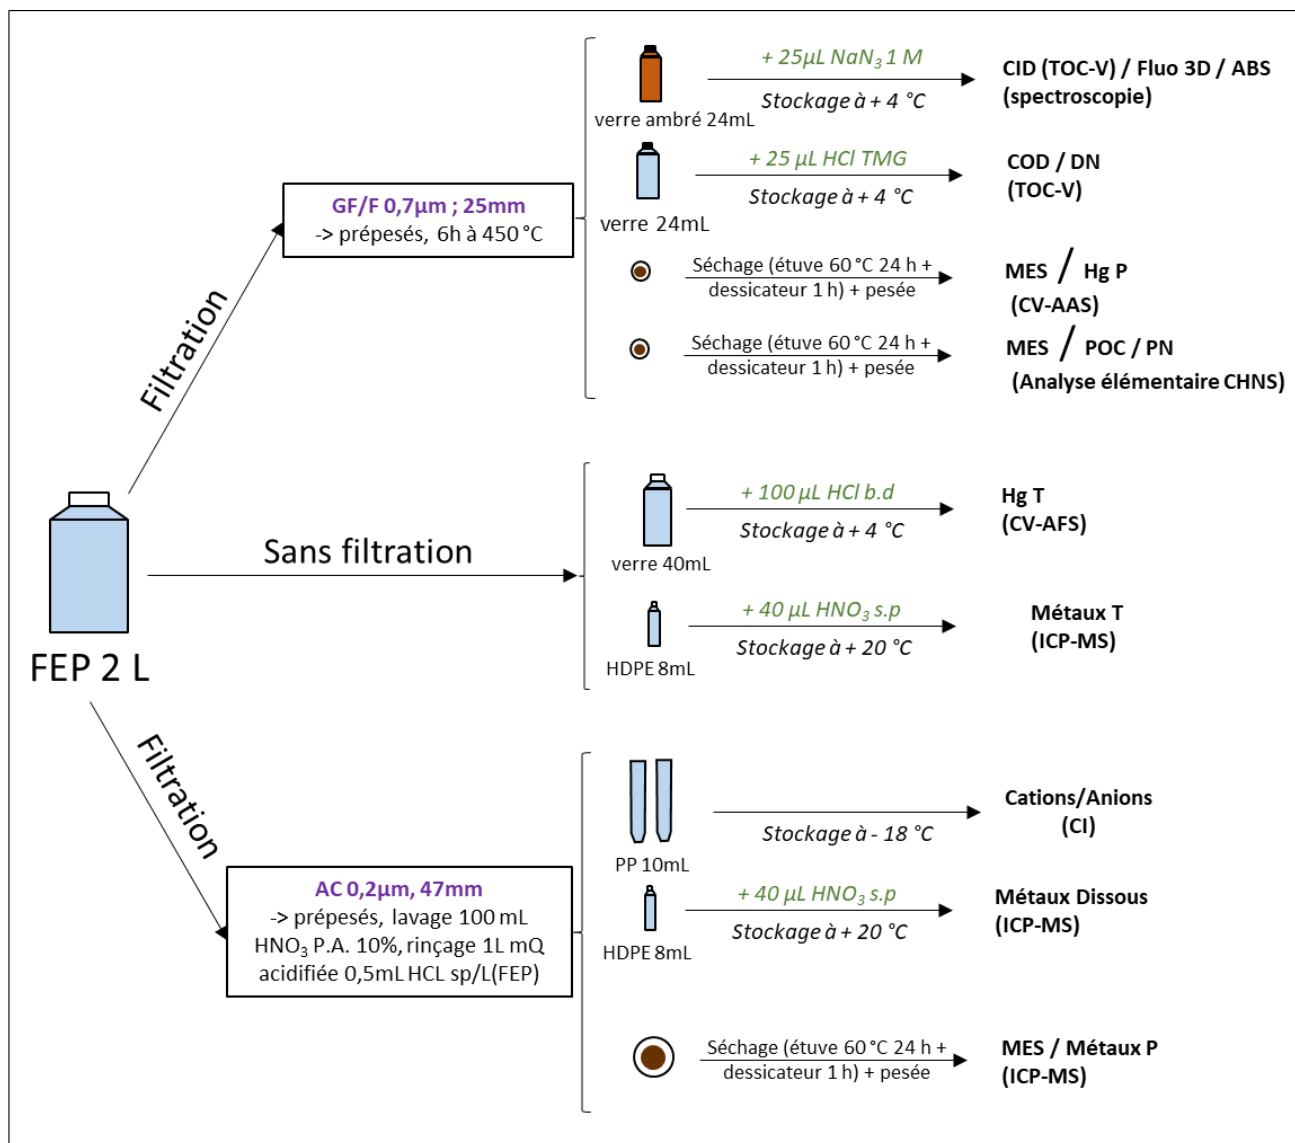 + 25µL NaN₃ 1 M
Stockage à + 4 °C
verre ambré 24mL
CID (TOC-V) / Fluo 3D / ABS
(spectroscopie)
+ 25 µL HCl TMG
Stockage à + 4 °C
verre 24mL
COD / DN
(TOC-V)
GF/F 0,7µm ; 25mm
-> prépesés, 6h à 450 °C
Séchage (étuve 60 °C 24 h +
dessicateur 1 h) + pesée
MES / Hg P
(CV-AAS)
Séchage (étuve 60 °C 24 h +
dessicateur 1 h) + pesée
MES / POC / PN
(Analyse élémentaire CHNS)
Filtration
+ 100 µL HCl b.d
Stockage à + 4 °C
verre 40mL
Hg T
(CV-AFS)
Sans filtration
+ 40 µL HNO₃ s.p
Stockage à + 20 °C
HDPE 8mL
Métaux T
(ICP-MS)
FEP 2 L
Filtration
Stockage à - 18 °C
PP 10mL
Cations/Anions
(CI)
AC 0,2µm, 47mm
-> prépesés, lavage 100 mL
HNO₃ P.A. 10%, rinçage 1L mQ
acidifiée 0,5mL HCL sp/L(FEP)
+ 40 µL HNO₃ s.p
Stockage à + 20 °C
HDPE 8mL
Métaux Dissous
(ICP-MS)
Séchage (étuve 60 °C 24 h +
dessicateur 1 h) + pesée
MES / Métaux P
(ICP-MS)